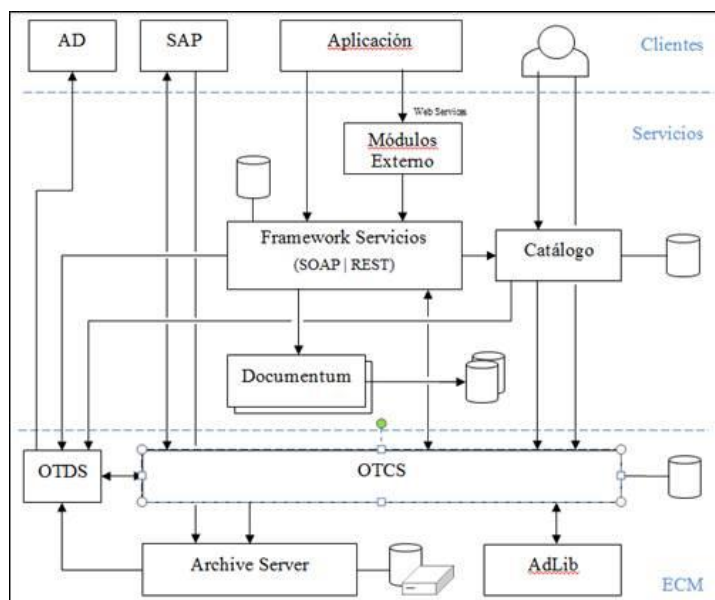 AD
SAP
Aplicación
Clientes
Web Services
Servicios
Módulos
Externo
Framework Servicios
(SOAP | REST)
Catálogo
Documentum
OTDS
OTCS
Archive Server
AdLib
ECM